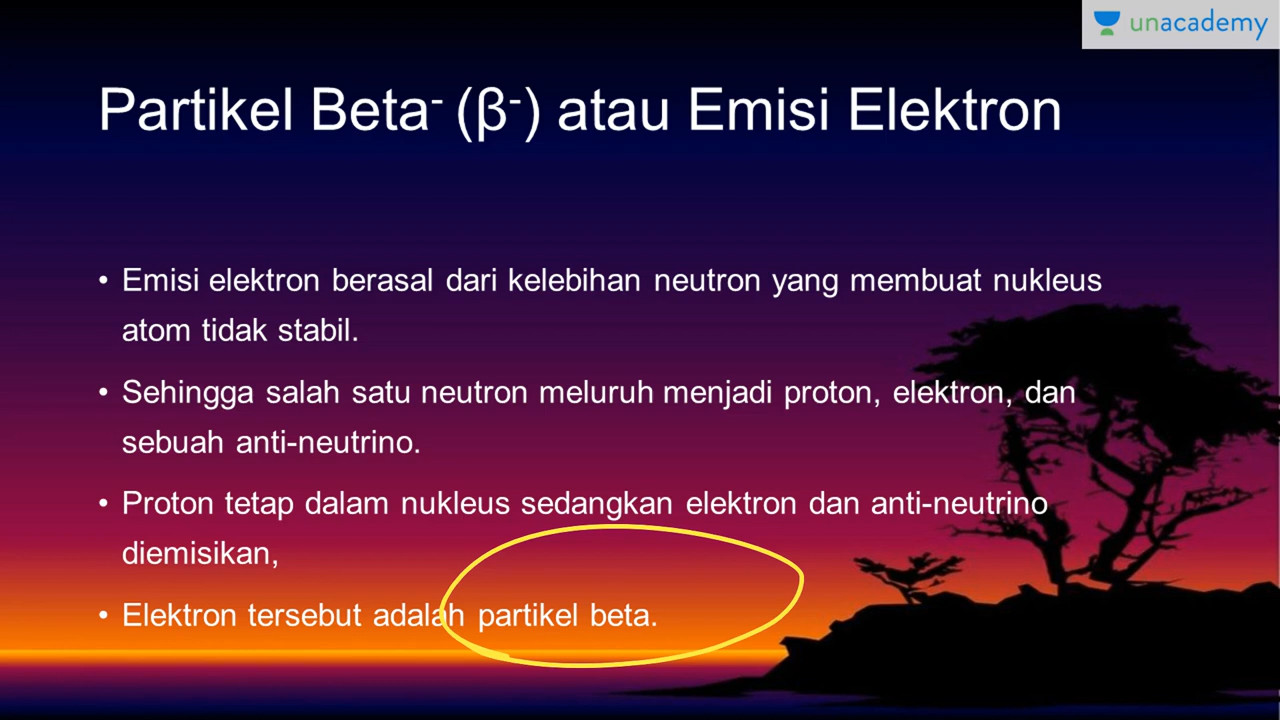 unacademy
Partikel Beta⁻ (β⁻) atau Emisi Elektron
• Emisi elektron berasal dari kelebihan neutron yang membuat nukleus
atom tidak stabil.
• Sehingga salah satu neutron meluruh menjadi proton, elektron, dan
sebuah anti-neutrino.
• Proton tetap dalam nukleus sedangkan elektron dan anti-neutrino
diemisikan,
• Elektron tersebut adalah partikel beta.